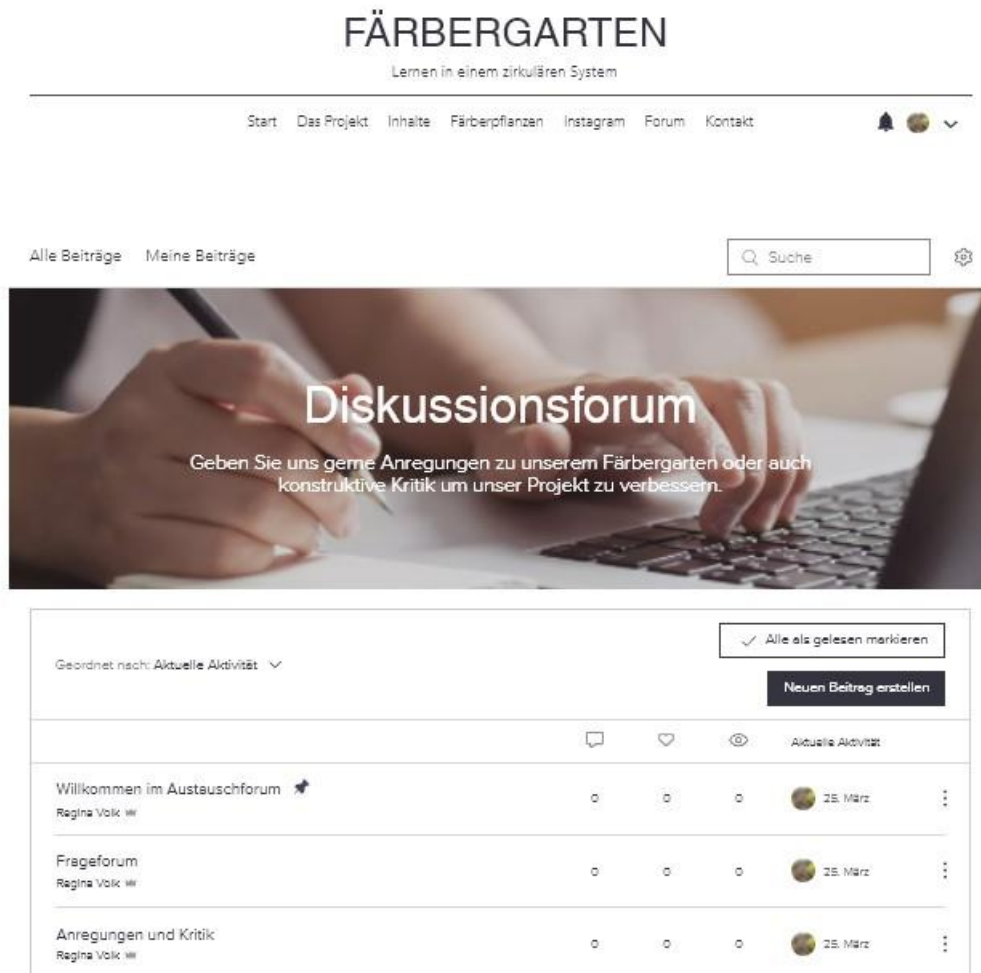 FÄRBERGARTEN
Lernen in einem zirkulären System
Start Das Projekt Inhalte Färberpflanzen Instagram Forum Kontakt
Alle Beiträge Meine Beiträge Suche
Diskussionsforum
Geben Sie uns gerne Anregungen zu unserem Färbergarten oder auch
konstruktive Kritik um unser Projekt zu verbessern.
Alle als gelesen markieren
Geordnet nach: Aktuelle Aktivität
Neuen Beitrag erstellen
Aktuelle Aktivität
Willkommen im Austauschforum
Regina Volk
0 0 0 25. März
Frageforum
Regina Volk
0 0 0 25. März
Anregungen und Kritik
Regina Volk
0 0 0 25. März